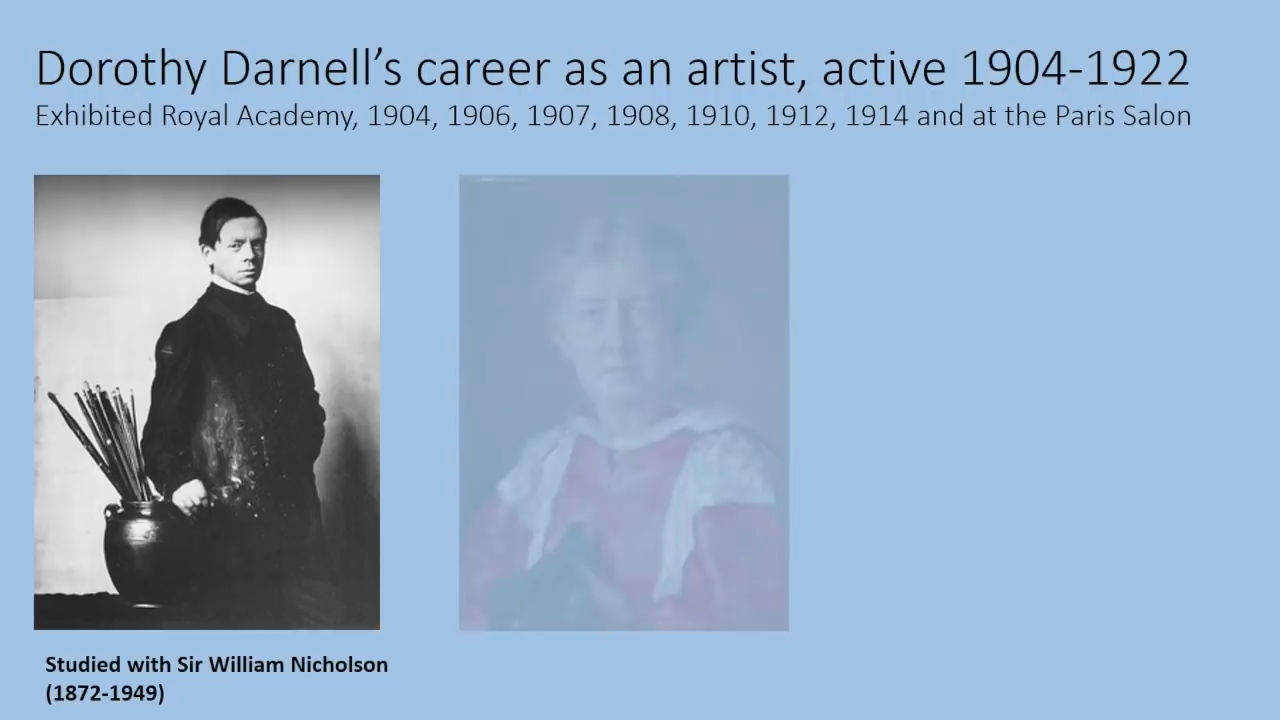 Dorothy Darnell’s career as an artist, active 1904-1922
Exhibited Royal Academy, 1904, 1906, 1907, 1908, 1910, 1912, 1914 and at the Paris Salon
Studied with Sir William Nicholson
(1872-1949)